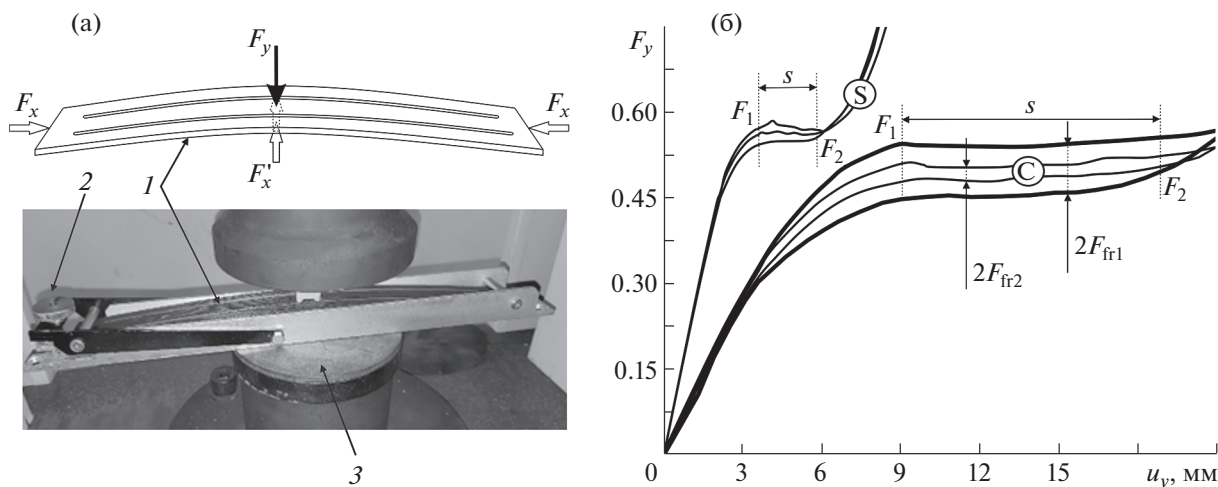 (а)
F_y
F_x
F_x
F'_x
1
2
3
(б)
F_y
0.60
0.45
0.30
0.15
0
3
6
9
12
15
u_y, мм
s
F_1
F_2
S
s
F_1
F_2
C
2F_fr2
2F_fr1